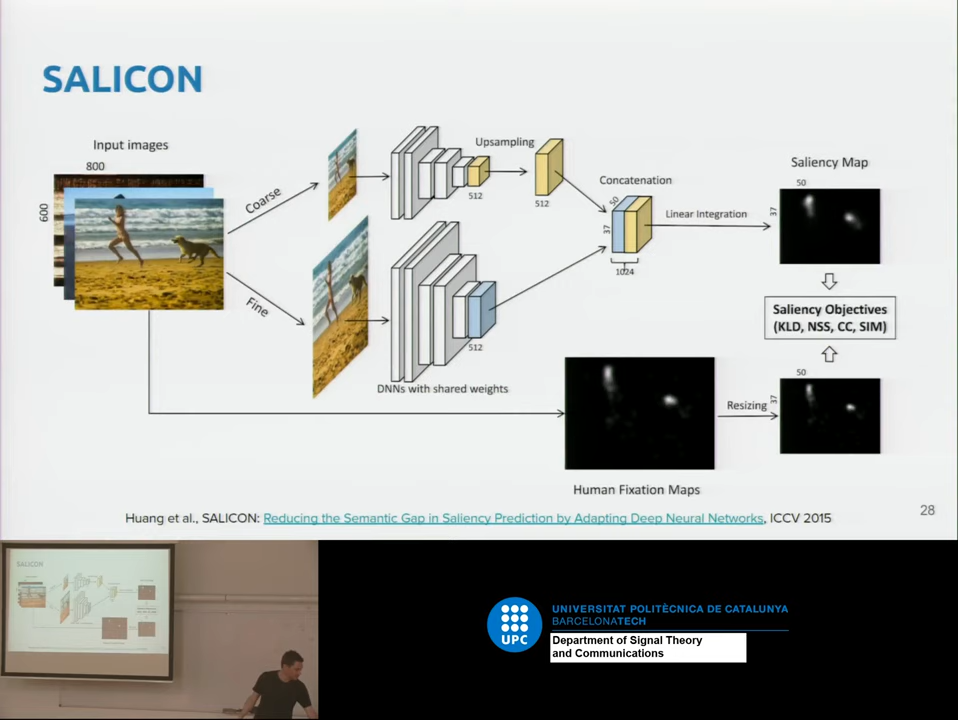 SALICON
Input images
800
600
Coarse
Fine
Upsampling
512
512
512
DNNs with shared weights
Concatenation
50
37
1024
Linear Integration
Saliency Map
50
37
Saliency Objectives
(KLD, NSS, CC, SIM)
50
37
Resizing
Human Fixation Maps
Huang et al., SALICON: Reducing the Semantic Gap in Saliency Prediction by Adapting Deep Neural Networks, ICCV 2015
28
SALICON
UPC
UNIVERSITAT POLITÈCNICA DE CATALUNYA
BARCELONATECH
Department of Signal Theory
and Communications